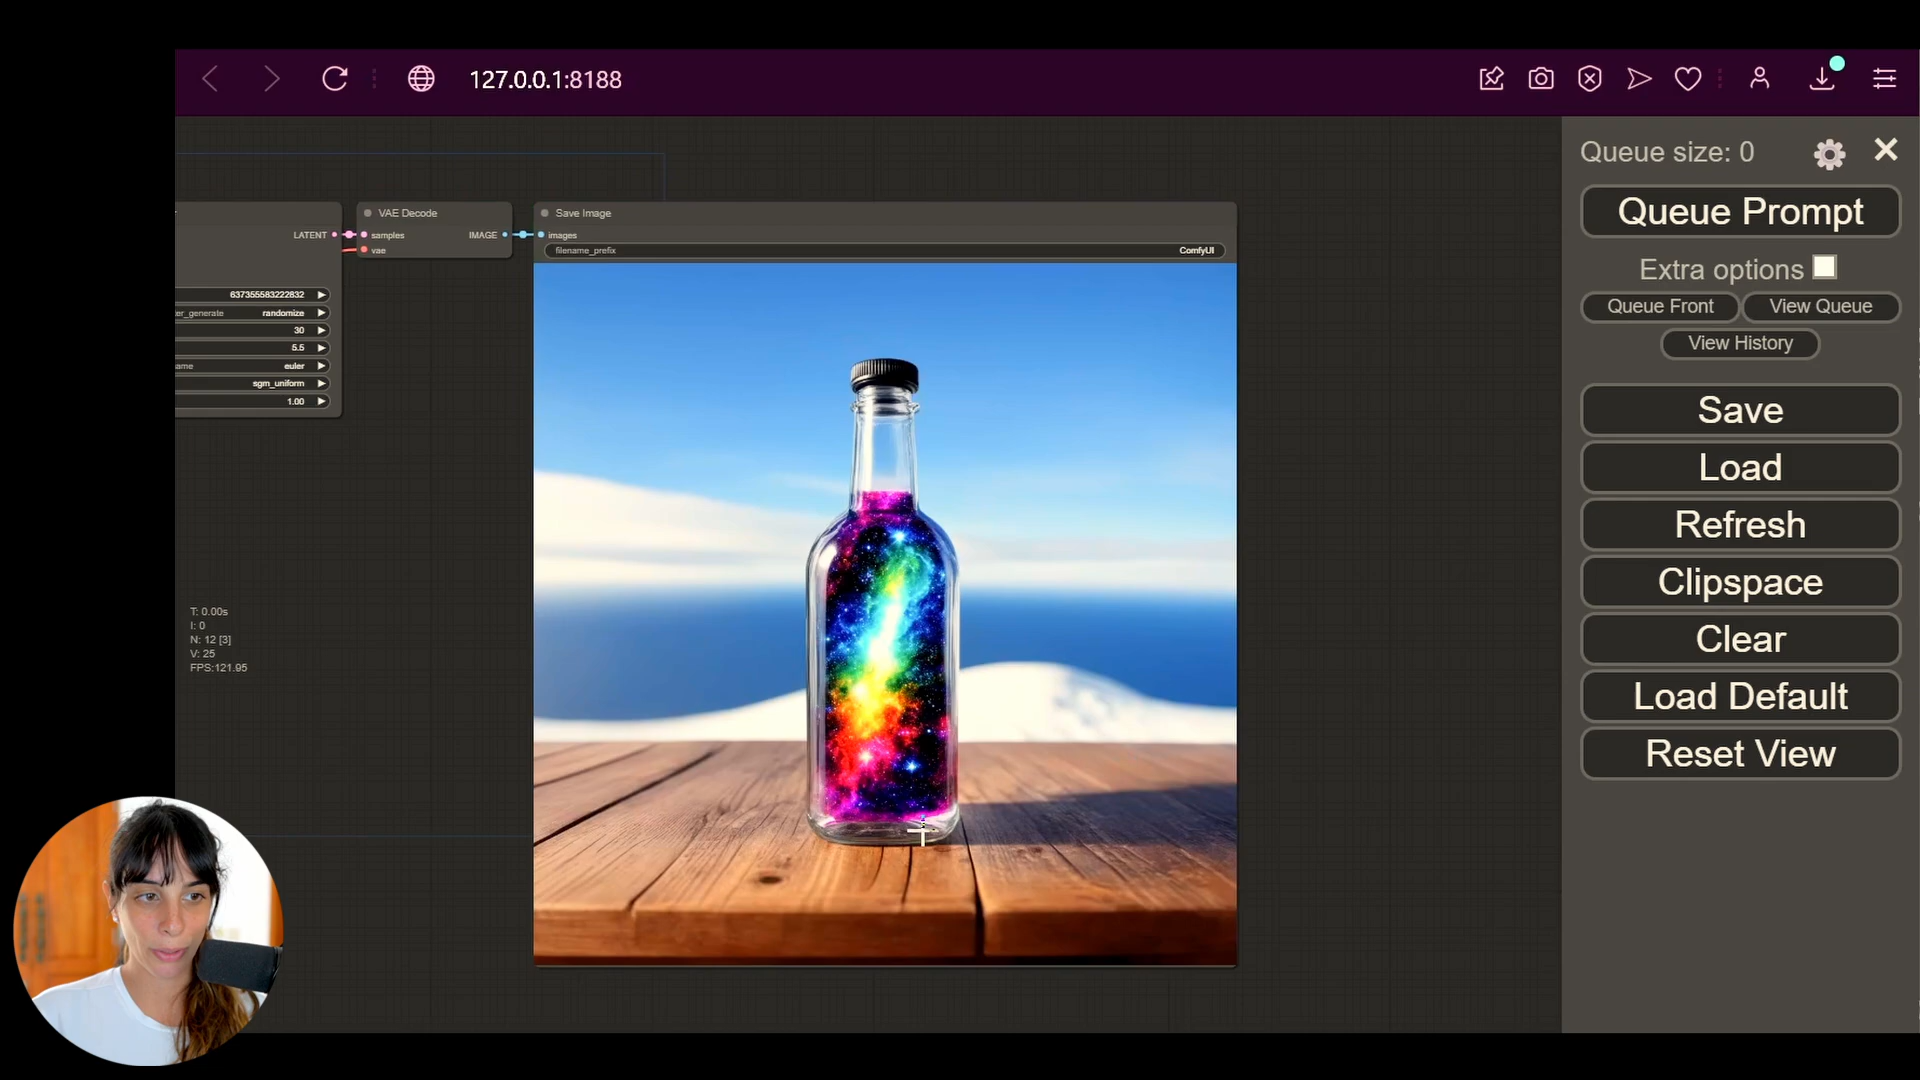 127.0.0.1:8188
Queue size: 0
Queue Prompt
Extra options
Queue Front
View Queue
View History
Save
Load
Refresh
Clipspace
Clear
Load Default
Reset View
LATENT
637355583222832
er_generate
randomize
30
5.5
ame
euler
sgm_uniform
1.00
VAE Decode
samples
IMAGE
vae
Save Image
images
filename_prefix
ComfyUI
T: 0.00s
I: 0
N: 12 [3]
V: 25
FPS:121.95